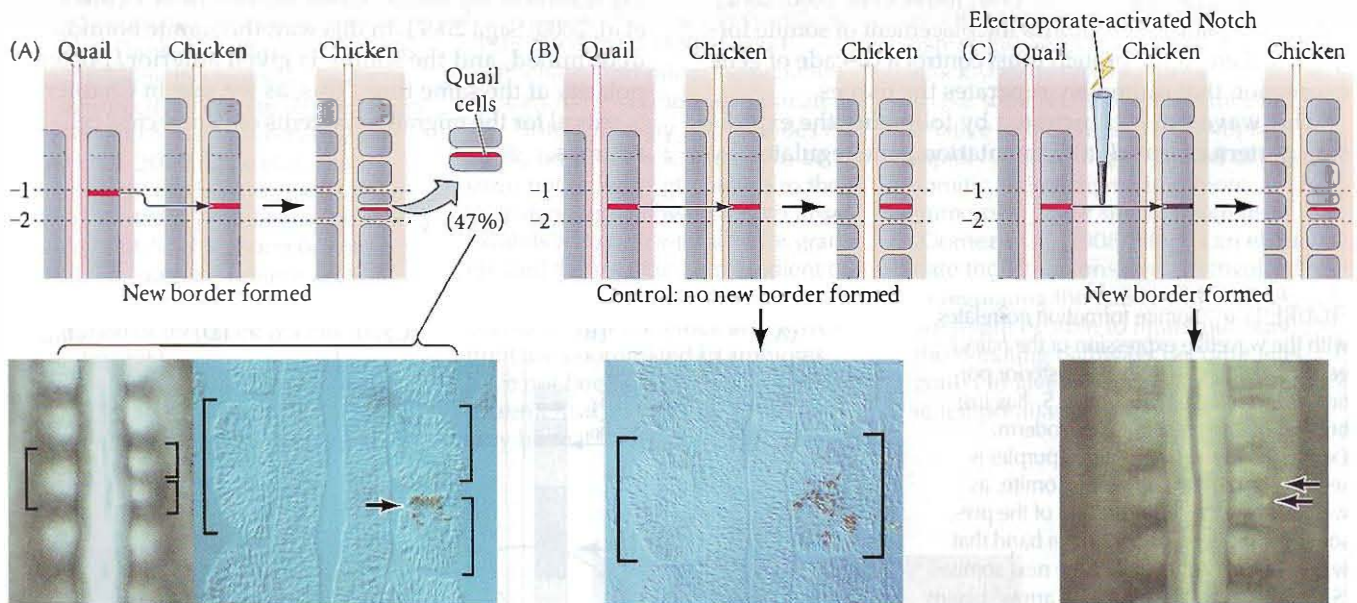 Electroporate-activated Notch
(A) Quail Chicken Chicken
(B) Quail Chicken Chicken
(C) Quail Chicken Chicken
Quail
cells
–1
–2
(47%)
1
–2
1
2
New border formed
Control: no new border formed
New border formed